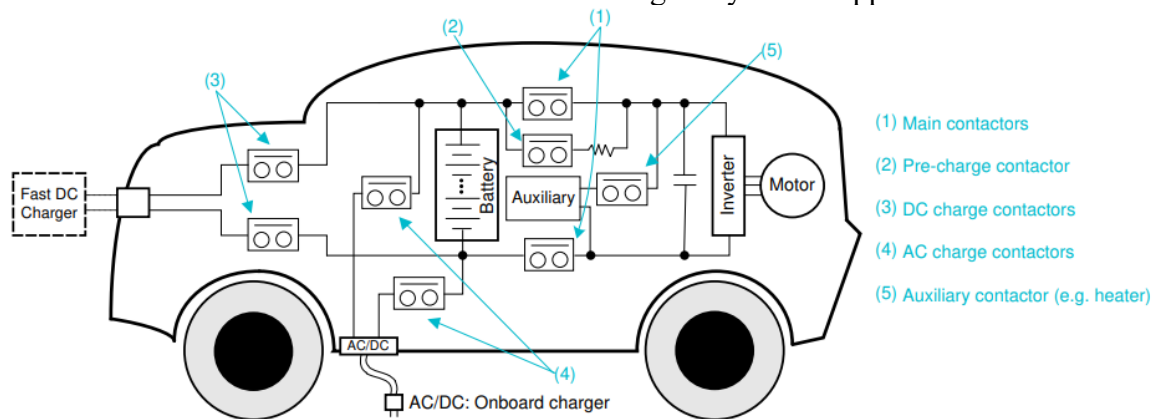 (1)
(2)
(5)
(3)
Fast DC
Charger
Battery
Auxiliary
Inverter
Motor
(1) Main contactors
(2) Pre-charge contactor
(3) DC charge contactors
(4) AC charge contactors
(5) Auxiliary contactor (e.g. heater)
AC/DC
(4)
AC/DC: Onboard charger